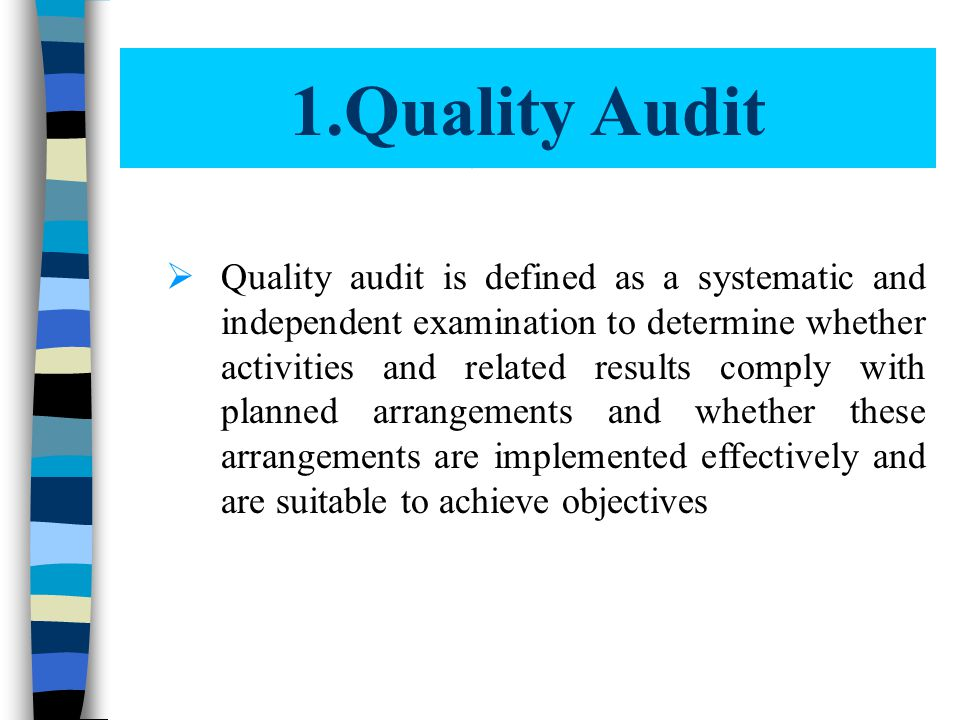 1.Quality Audit
Quality audit is defined as a systematic and
independent examination to determine whether
activities and related results comply with
planned arrangements and whether these
arrangements are implemented effectively and
are suitable to achieve objectives